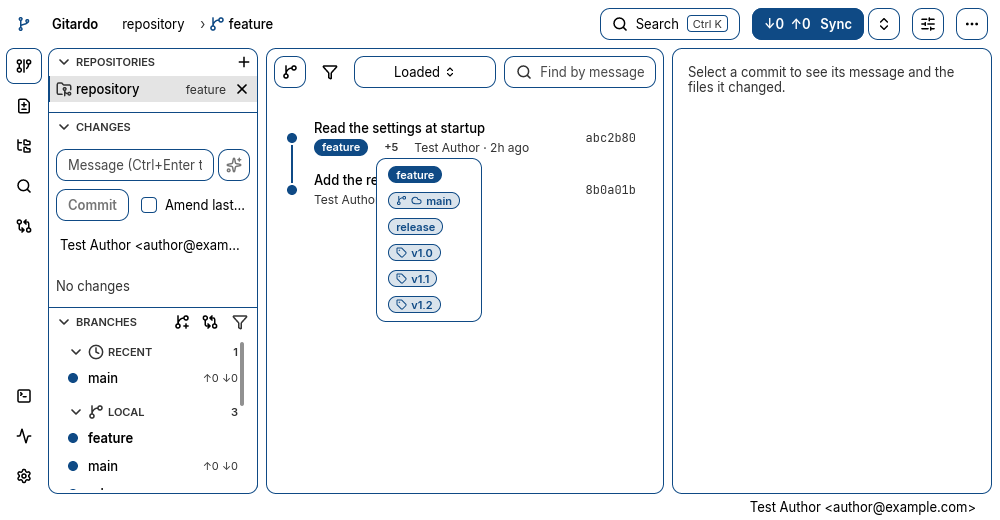 Gitardo repository › feature Search Ctrl K ↓0 ↑0 Sync
REPOSITORIES
repository feature
CHANGES
Message (Ctrl+Enter t
Commit Amend last...
Test Author <author@exam...
No changes
BRANCHES
RECENT 1
main ↑0 ↓0
LOCAL 3
feature
main ↑0 ↓0
Loaded Find by message
Read the settings at startup abc2b80
feature +5 Test Author · 2h ago
Add the re 8b0a01b
Test Autho
feature
main
release
v1.0
v1.1
v1.2
Select a commit to see its message and the
files it changed.
Test Author <author@example.com>